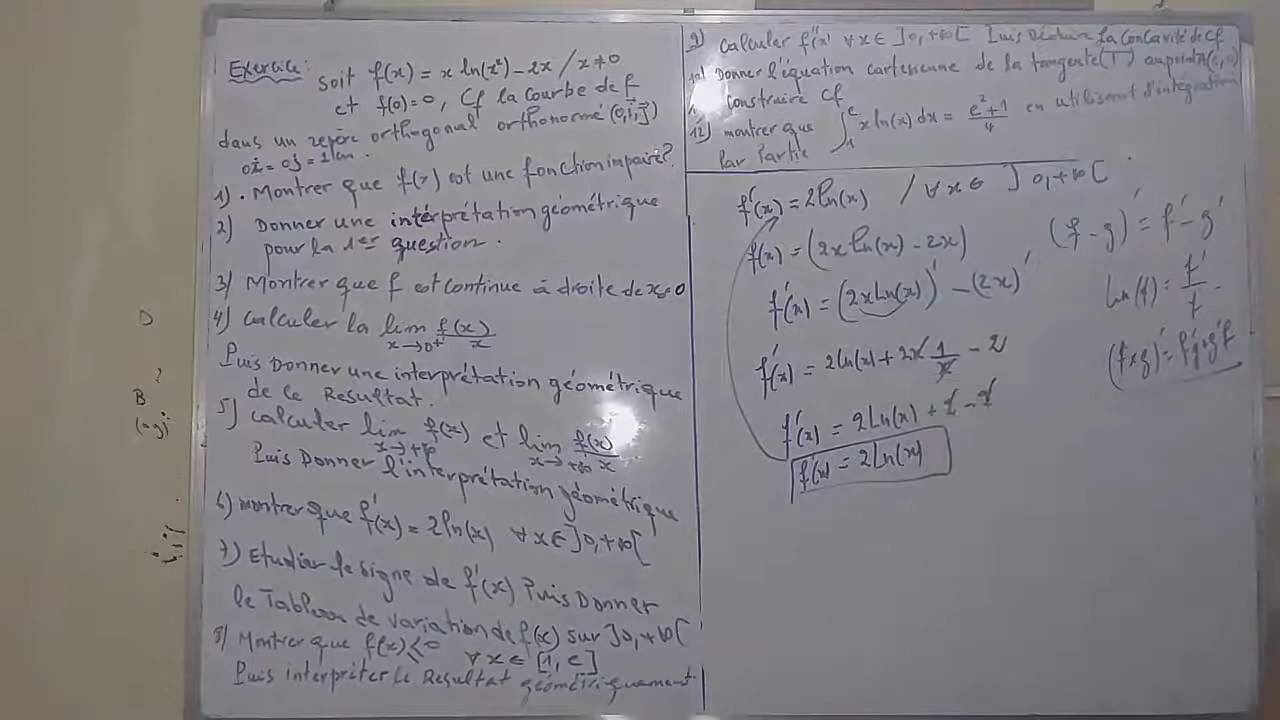 Exercice: Soit f(x) = x ln(x²) - 2x / x≠0
et f(0)=0, Cf la courbe de f
dans un repère orthogonal orthonormé (0,i,j)
oi = oj = 1cm.
1) . Montrer que f(x) est une fonction impaire?
2) Donner une intérprétation géométrique
pour la 1er question.
3) Montrer que f est continue à droite de x₀=0
4) Calculer la lim x→0⁺ f(x)/x
Puis Donner une interprétation géométrique
de le Resultat.
5) calculer lim x→+∞ f(x) et lim x→+∞ f(x)/x
Puis Donner l'interprétation géométrique
6) montrer que f'(x) = 2ln(x) ∀x∈]0,+∞[
7) Etudier le signe de f'(x) Puis Donner
le Tableau de variation de f(x) sur ]0,+∞[
8) Montrer que f(x) ≤ 0 ∀x∈[1,e]
Puis interpréter le Resultat géométriquement
9) Calculer f''(x) ∀x∈]0,+∞[ Puis Déduire la Concavité de Cf
10) Donner l'équation cartesienne de la tangente (T) au point A(e,0)
construire Cf
12) montrer que ∫₁ᵉ x ln(x) dx = (e²+1)/4 en utilisant l'intégration
Par Partie
f'(x) = 2ln(x) / ∀x∈]0,+∞[
f(x) = (2x ln(x) - 2x)
f'(x) = (2x ln(x))' - (2x)'
f'(x) = 2ln(x) + 2x × 1/x - 2
f'(x) = 2Ln(x) + 2 - 2
f'(x) = 2Ln(x)
(f - g)' = f' - g'
ln(f) = f'/f
(f×g)' = f'g+g'f
D
?
B